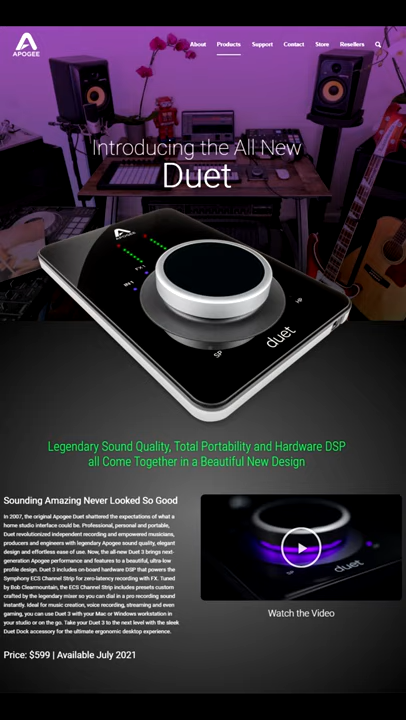 APOGEE
About Products Support Contact Store Resellers
Introducing the All New
Duet
APOGEE
FX 1
IN 1
HP
SP
duet
Legendary Sound Quality, Total Portability and Hardware DSP
all Come Together in a Beautiful New Design
Sounding Amazing Never Looked So Good
In 2007, the original Apogee Duet shattered the expectations of what a
home studio interface could be. Professional, personal and portable,
Duet revolutionized independent recording and empowered musicians,
producers and engineers with legendary Apogee sound quality, elegant
design and effortless ease of use. Now, the all-new Duet 3 brings next-
generation Apogee performance and features to a beautiful, ultra-low
profile design. Duet 3 includes on-board hardware DSP that powers the
Symphony ECS Channel Strip for zero-latency recording with FX. Tuned
by Bob Clearmountain, the ECS Channel Strip includes presets custom
crafted by the legendary mixer so you can dial in a pro recording sound
instantly. Ideal for music creation, voice recording, streaming and even
gaming, you can use Duet 3 with your Mac or Windows workstation in
your studio or on the go. Take your Duet 3 to the next level with the sleek
Duet Dock accessory for the ultimate ergonomic desktop experience.
Watch the Video
Price: $599 | Available July 2021